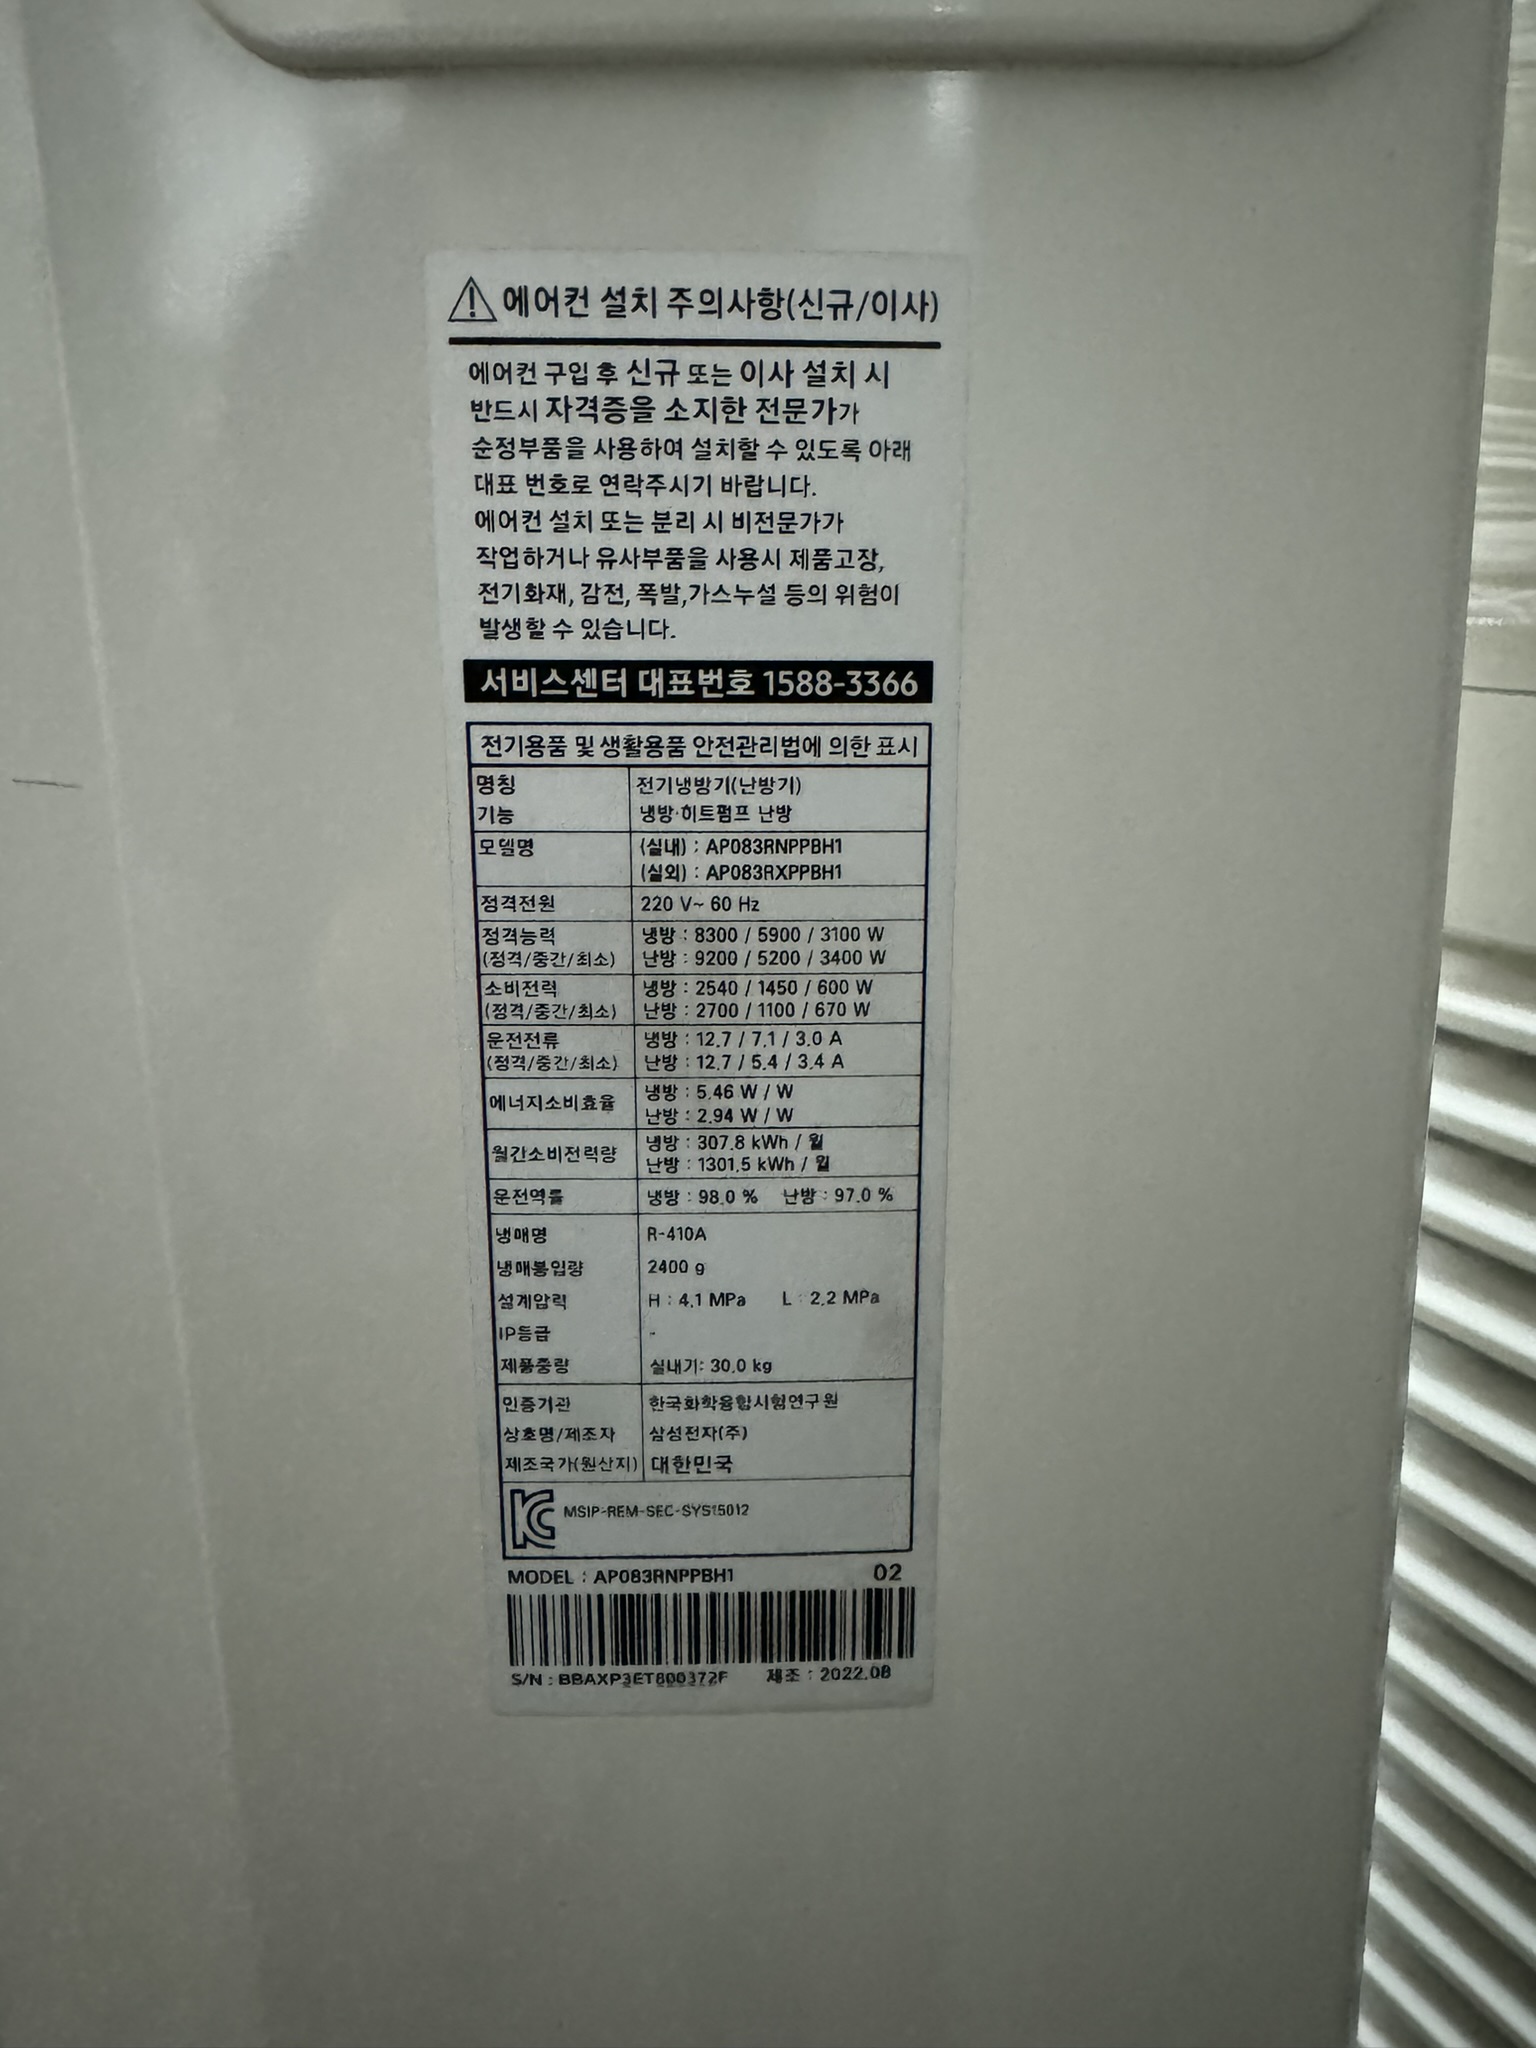 에어컨 설치 주의사항(신규/이사)
에어컨 구입 후 신규 또는 이사 설치 시
반드시 자격증을 소지한 전문가가
순정부품을 사용하여 설치할 수 있도록 아래
대표 번호로 연락주시기 바랍니다.
에어컨 설치 또는 분리 시 비전문가가
작업하거나 유사부품을 사용시 제품고장,
전기화재, 감전, 폭발,가스누설 등의 위험이
발생할 수 있습니다.
서비스센터 대표번호 1588-3366
전기용품 및 생활용품 안전관리법에 의한 표시
명칭 전기냉방기(난방기)
기능 냉방·히트펌프 난방
모델명 (실내) : AP083RNPPBH1
(실외) : AP083RXPPBH1
정격전원 220 V~ 60 Hz
정격능력 냉방 : 8300 / 5900 / 3100 W
(정격/중간/최소) 난방 : 9200 / 5200 / 3400 W
소비전력 냉방 : 2540 / 1450 / 600 W
(정격/중간/최소) 난방 : 2700 / 1100 / 670 W
운전전류 냉방 : 12.7 / 7.1 / 3.0 A
(정격/중간/최소) 난방 : 12.7 / 5.4 / 3.4 A
에너지소비효율 냉방 : 5.46 W / W
난방 : 2.94 W / W
월간소비전력량 냉방 : 307.8 kWh / 월
난방 : 1301.5 kWh / 월
운전역률 냉방 : 98.0 % 난방 : 97.0 %
냉매명 R-410A
냉매봉입량 2400 g
설계압력 H : 4.1 MPa L : 2.2 MPa
IP등급 -
제품중량 실내기: 30.0 kg
인증기관 한국화학융합시험연구원
상호명/제조자 삼성전자(주)
제조국가(원산지) 대한민국
KC MSIP-REM-SEC-SYS15012
MODEL : AP083RNPPBH1 02
S/N : BBAXP3ET800372F 제조 : 2022.08